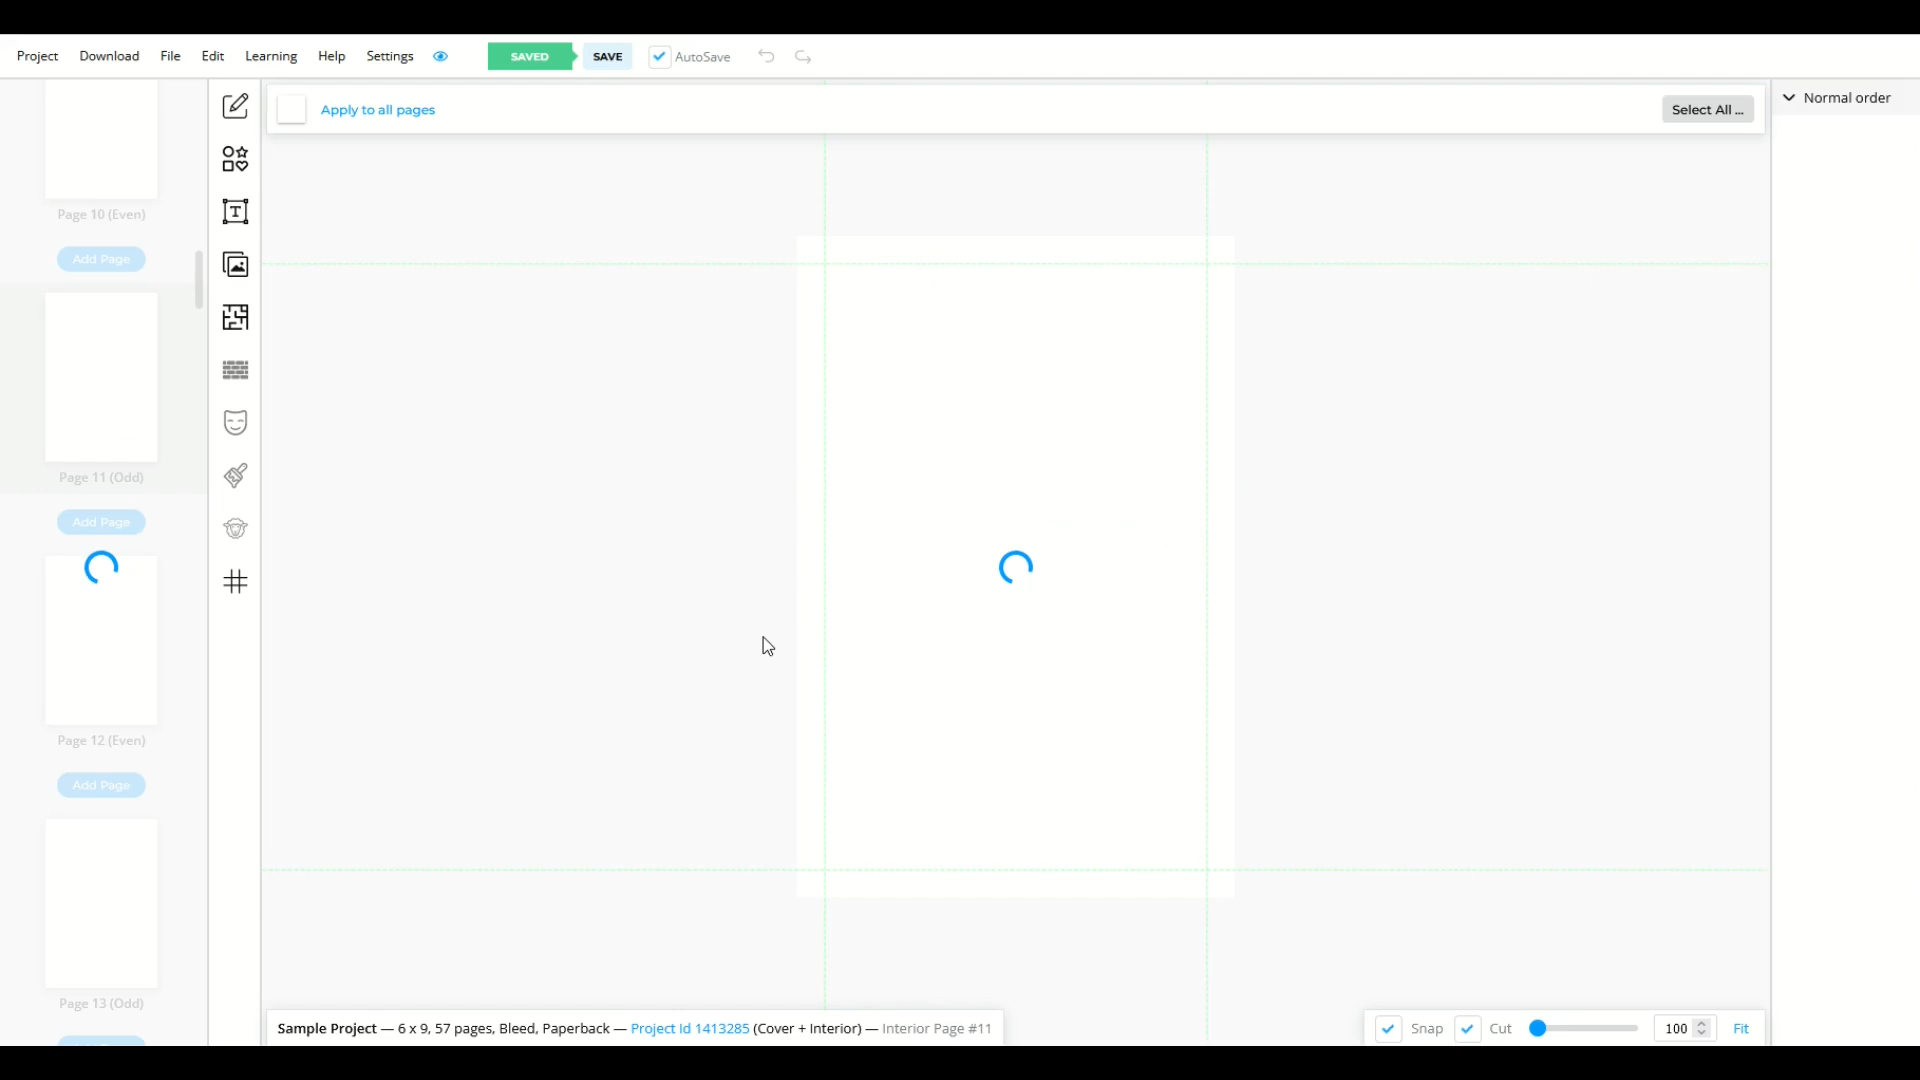 Project Download File Edit Learning Help Settings SAVED SAVE AutoSave
Apply to all pages Select All ... Normal order
Page 10 (Even)
Add Page
Page 11 (Odd)
Add Page
Page 12 (Even)
Add Page
Page 13 (Odd)
Sample Project — 6 x 9, 57 pages, Bleed, Paperback — Project Id 1413285 (Cover + Interior) — Interior Page #11 Snap Cut 100 Fit